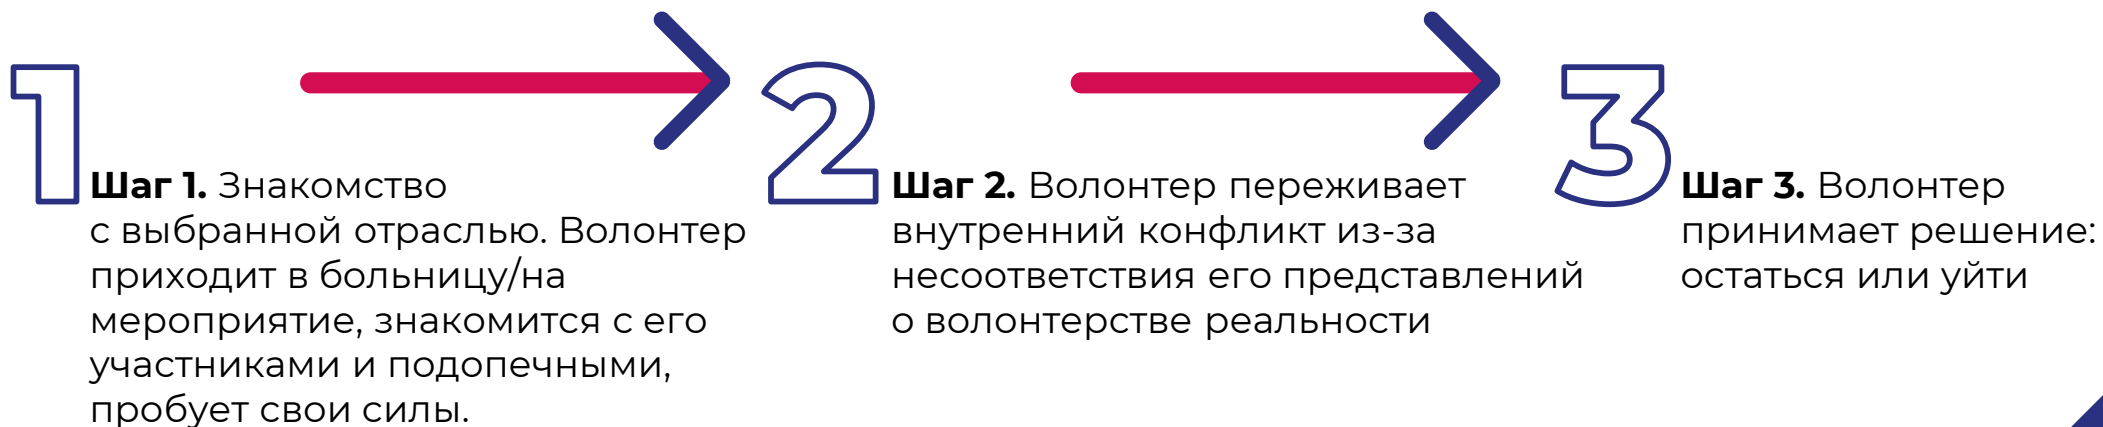 1
Шаг 1. Знакомство
с выбранной отраслью. Волонтер
приходит в больницу/на
мероприятие, знакомится с его
участниками и подопечными,
пробует свои силы.
2
Шаг 2. Волонтер переживает
внутренний конфликт из-за
несоответствия его представлений
о волонтерстве реальности
3
Шаг 3. Волонтер
принимает решение:
остаться или уйти